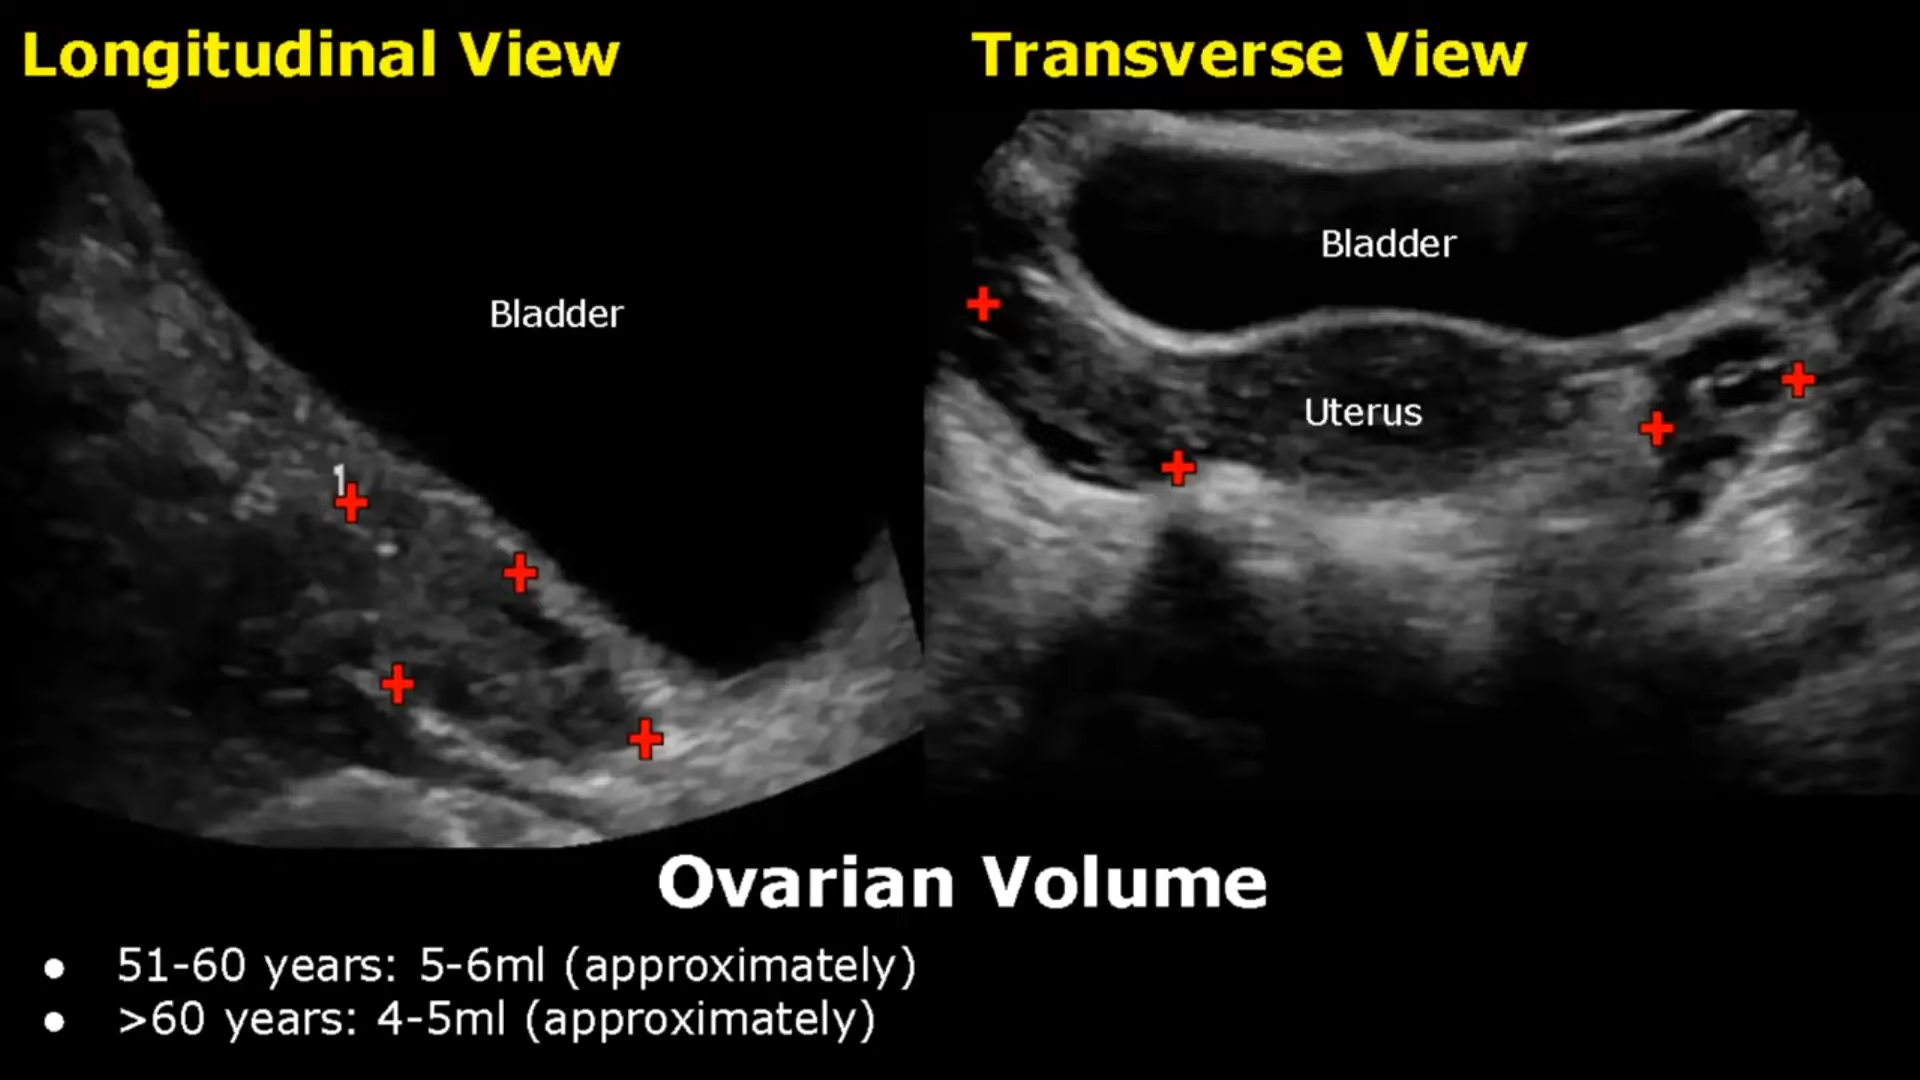 Longitudinal View
Transverse View
Bladder
Bladder
Uterus
1
Ovarian Volume
• 51-60 years: 5-6ml (approximately)
• >60 years: 4-5ml (approximately)